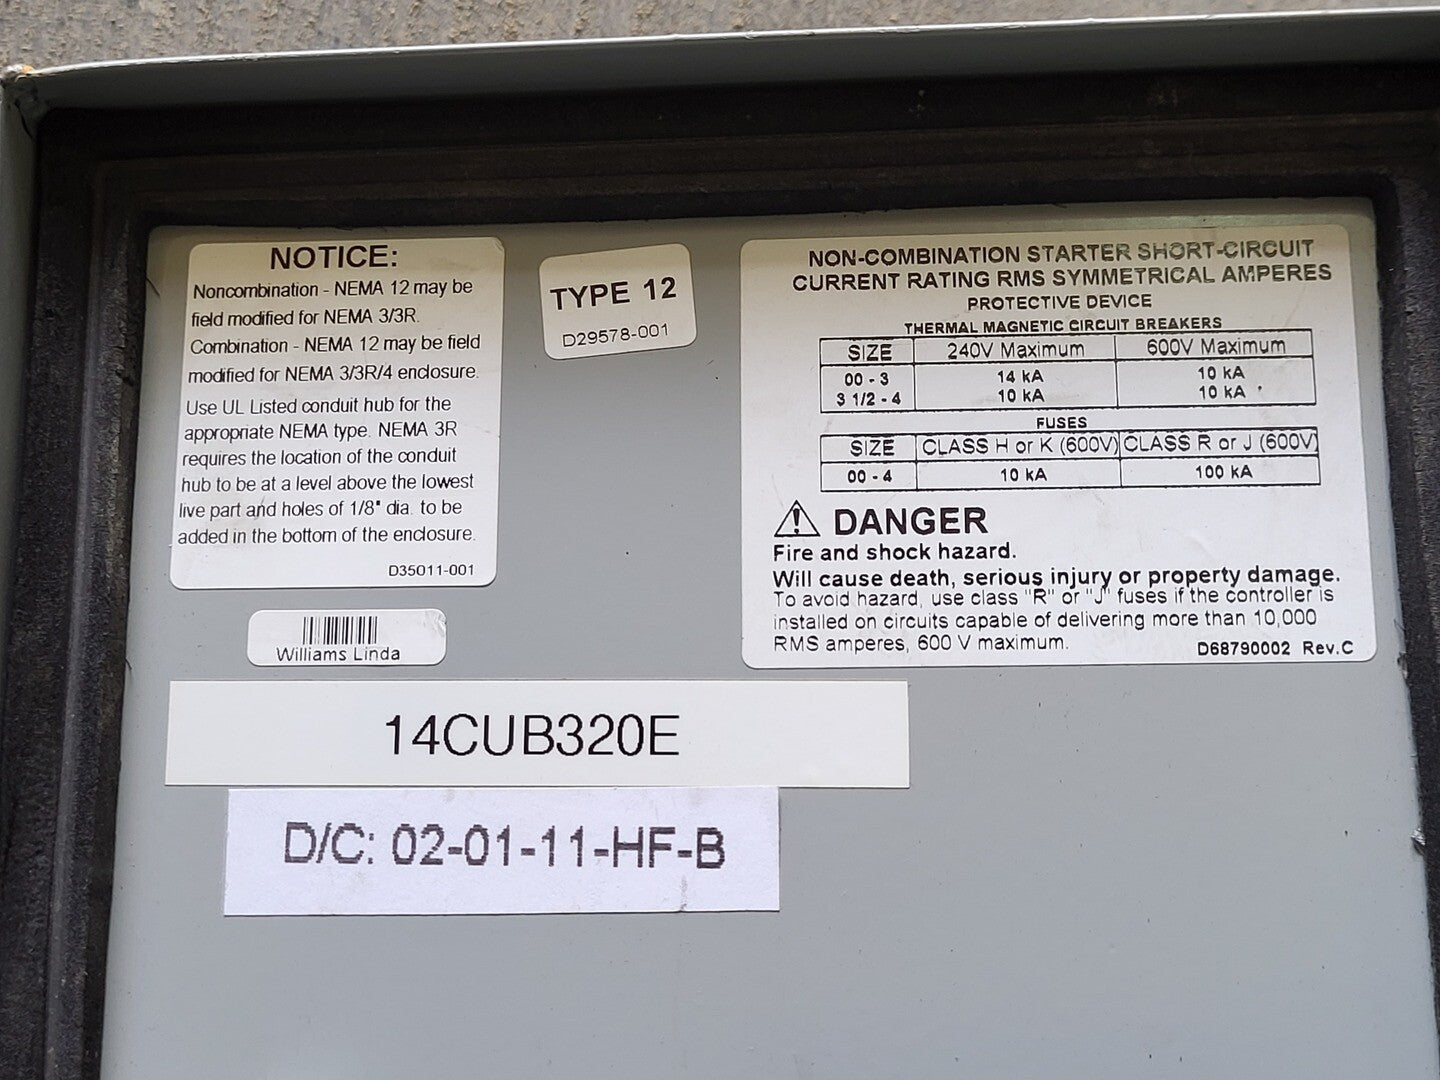 NOTICE:
Noncombination - NEMA 12 may be
field modified for NEMA 3/3R.
Combination - NEMA 12 may be field
modified for NEMA 3/3R/4 enclosure.
Use UL Listed conduit hub for the
appropriate NEMA type. NEMA 3R
requires the location of the conduit
hub to be at a level above the lowest
live part and holes of 1/8" dia. to be
added in the bottom of the enclosure.
D35011-001
TYPE 12
D29578-001
NON-COMBINATION STARTER SHORT-CIRCUIT
CURRENT RATING RMS SYMMETRICAL AMPERES
PROTECTIVE DEVICE
THERMAL MAGNETIC CIRCUIT BREAKERS
SIZE 240V Maximum 600V Maximum
00 - 3 14 kA 10 kA
3 1/2 - 4 10 kA 10 kA
FUSES
SIZE CLASS H or K (600V) CLASS R or J (600V)
00 - 4 10 kA 100 kA
DANGER
Fire and shock hazard.
Will cause death, serious injury or property damage.
To avoid hazard, use class "R" or "J" fuses if the controller is
installed on circuits capable of delivering more than 10,000
RMS amperes, 600 V maximum.
D68790002 Rev.C
Williams Linda
14CUB320E
D/C: 02-01-11-HF-B